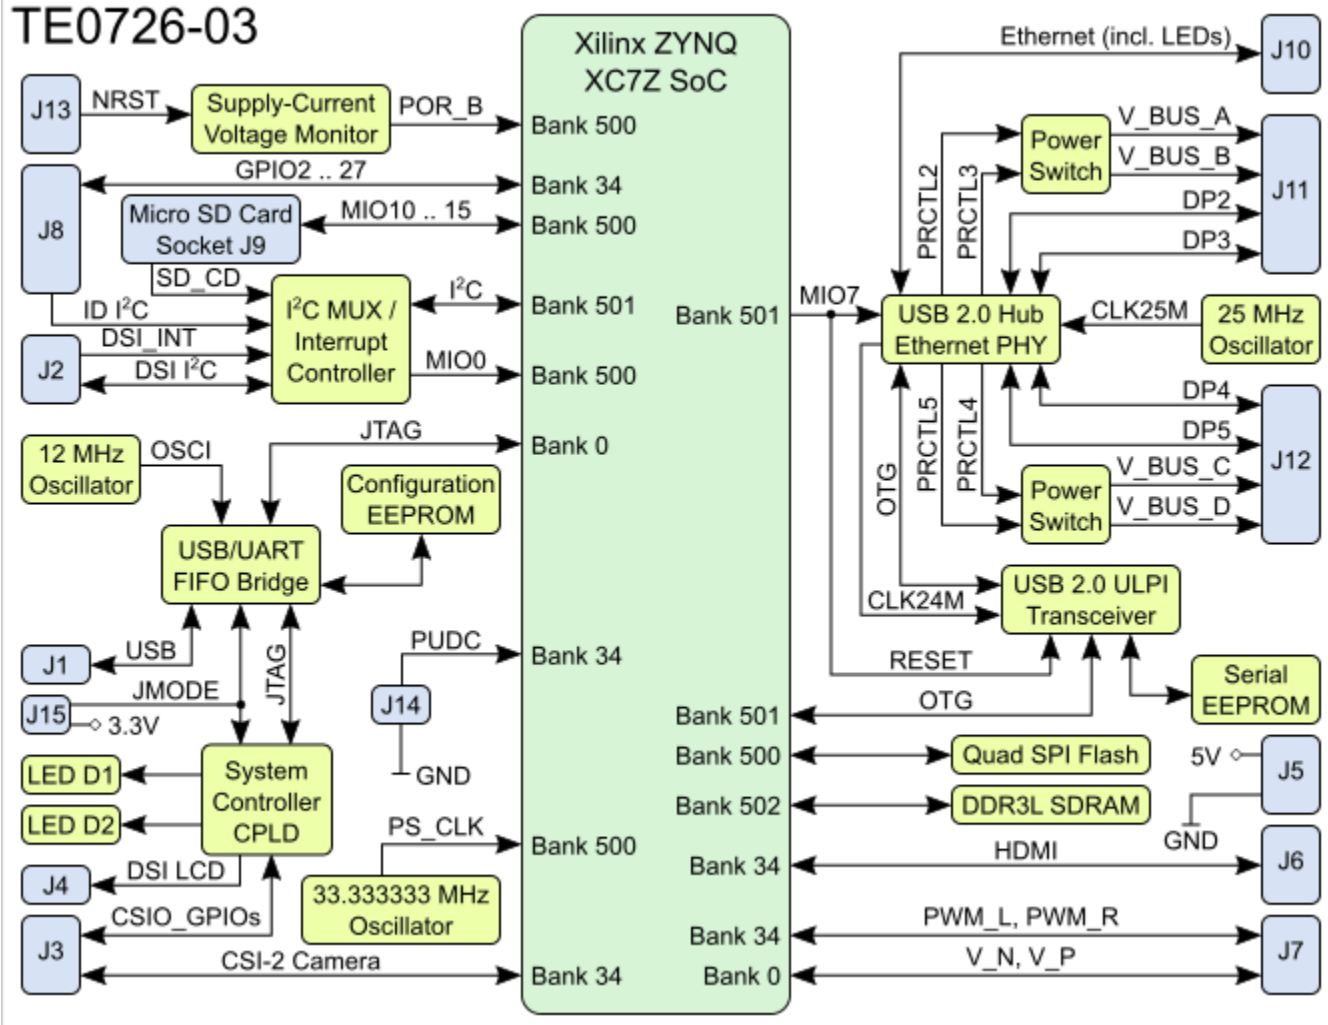 TE0726-03
Xilinx ZYNQ
XC7Z SoC
J13
NRST
Supply-Current
Voltage Monitor
POR_B
Bank 500
J8
GPIO2 .. 27
Bank 34
Micro SD Card
Socket J9
MIO10 .. 15
Bank 500
SD_CD
ID I²C
I²C MUX /
Interrupt
Controller
I²C
Bank 501
J2
DSI_INT
DSI I²C
MIO0
Bank 500
12 MHz
Oscillator
OSCI
JTAG
Bank 0
Configuration
EEPROM
USB/UART
FIFO Bridge
J1
USB
JTAG
J15
JMODE
3.3V
PUDC
Bank 34
J14
GND
LED D1
LED D2
System
Controller
CPLD
PS_CLK
Bank 500
33.333333 MHz
Oscillator
J4
DSI LCD
J3
CSIO_GPIOs
CSI-2 Camera
Bank 34
Ethernet (incl. LEDs)
J10
Power
Switch
V_BUS_A
V_BUS_B
DP2
DP3
J11
PRCTL2
PRCTL3
Bank 501
MIO7
USB 2.0 Hub
Ethernet PHY
CLK25M
25 MHz
Oscillator
OTG
PRCTL5
PRCTL4
DP4
DP5
J12
Power
Switch
V_BUS_C
V_BUS_D
CLK24M
USB 2.0 ULPI
Transceiver
RESET
Serial
EEPROM
Bank 501
OTG
Bank 500
Quad SPI Flash
Bank 502
DDR3L SDRAM
5V
J5
GND
Bank 34
HDMI
J6
Bank 34
PWM_L, PWM_R
J7
Bank 0
V_N, V_P